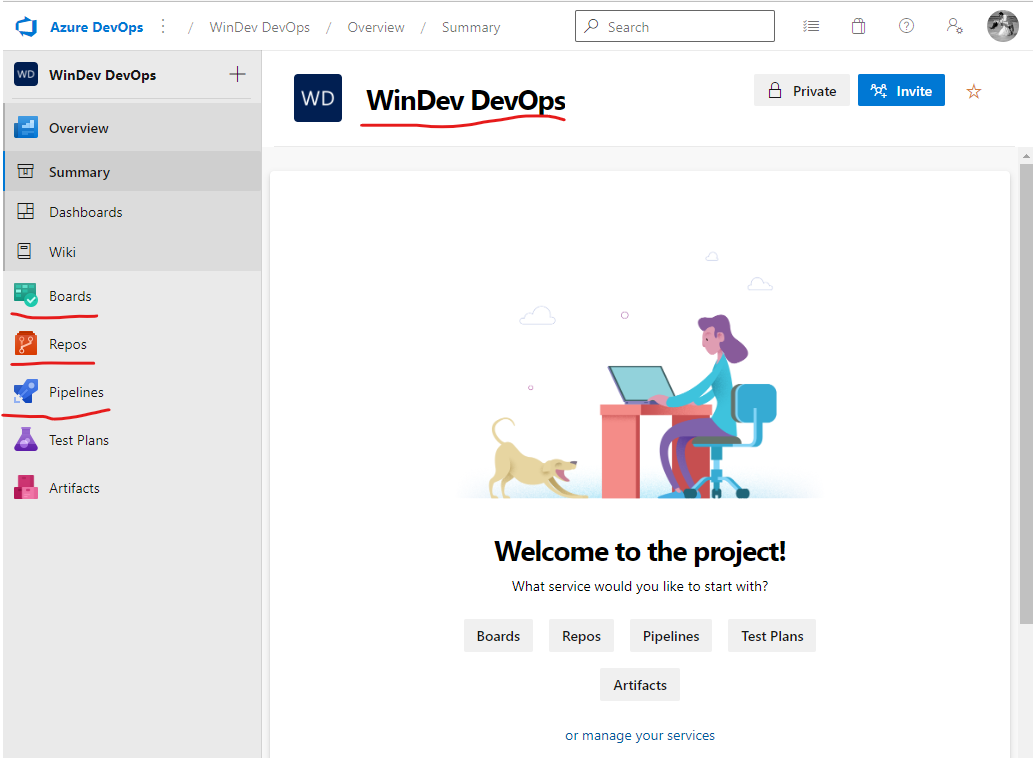 Azure DevOps / WinDev DevOps / Overview / Summary Search
WD WinDev DevOps +
WD WinDev DevOps Private Invite
Overview
Summary
Dashboards
Wiki
Boards
Repos
Pipelines
Test Plans
Artifacts
Welcome to the project!
What service would you like to start with?
Boards Repos Pipelines Test Plans
Artifacts
or manage your services